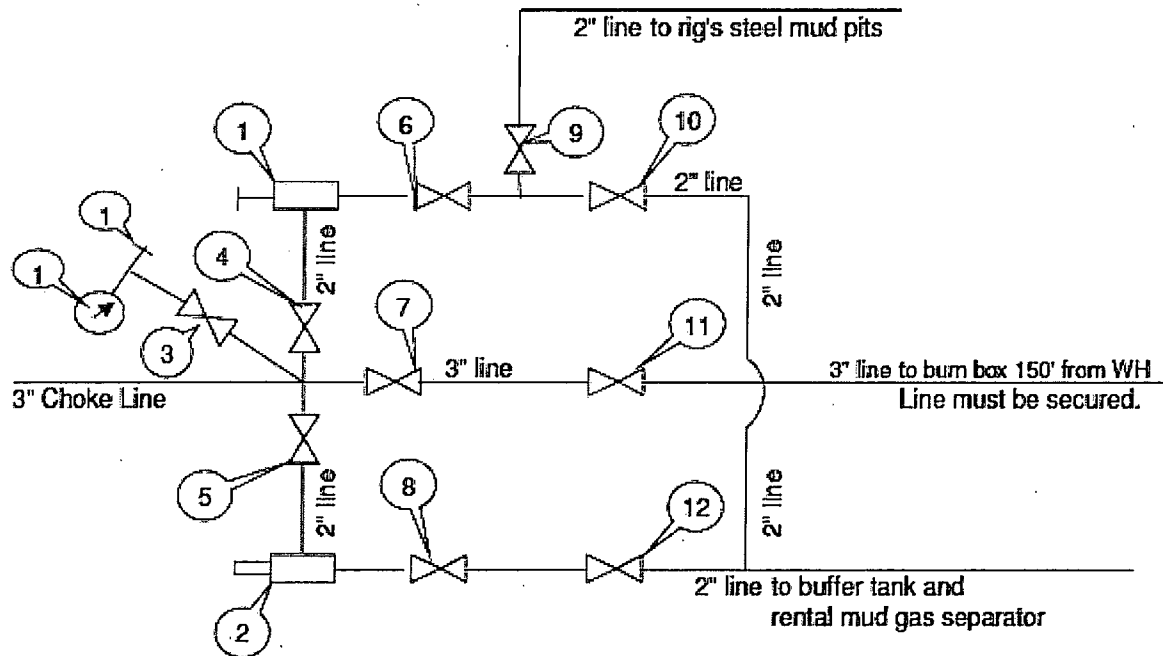 2" line to rig's steel mud pits
1
6
9
10
2" line
1
4
2" line
2" line
1
7
11
3
3" line
3" line to burn box 150' from WH
3" Choke Line
Line must be secured.
5
2" line
8
12
2" line
2" line to buffer tank and
rental mud gas separator
2